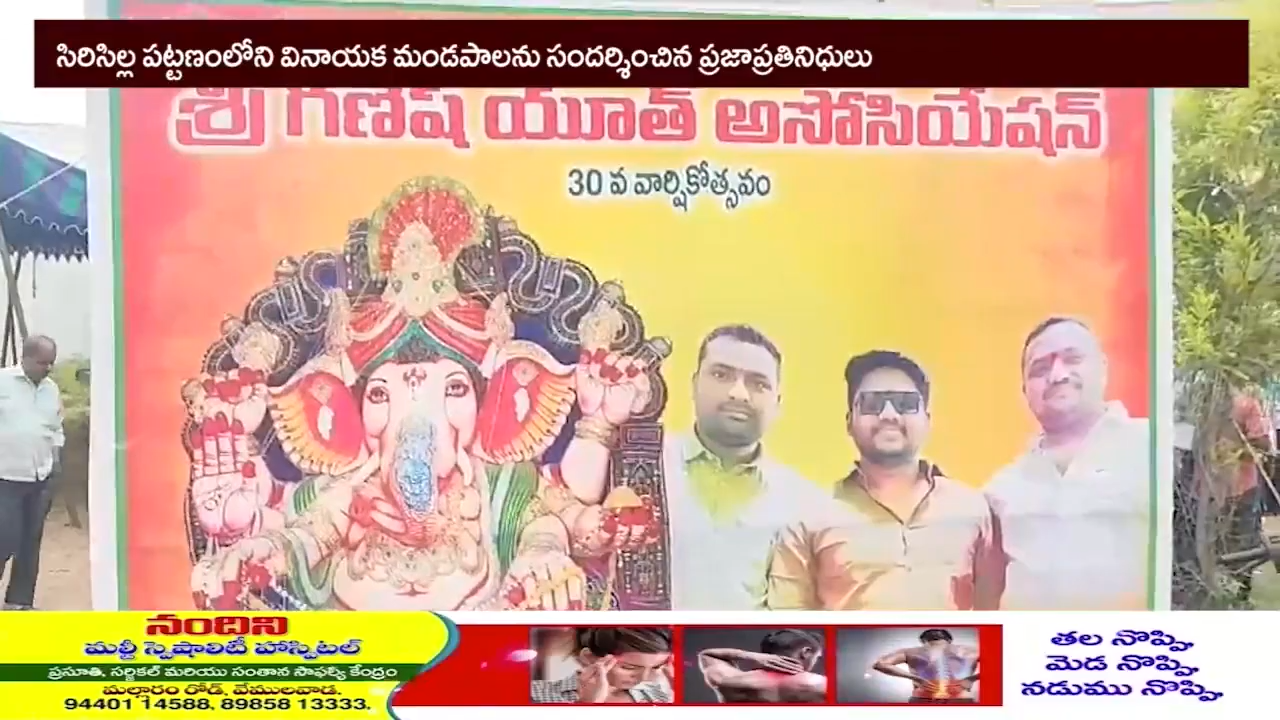 సిరిసిల్ల పట్టణంలోని వినాయక మండపాలను సందర్శించిన ప్రజాప్రతినిధులు
శ్రీ గణేష్ యూత్ అసోసియేషన్
30 వ వార్షికోత్సవం
నందిని
మల్టీ స్పెషాలిటీ హాస్పిటల్
ప్రసూతి, సర్జికల్ మరియు సంతాన సాఫల్య కేంద్రం
మల్లారం రోడ్, వేములవాడ.
94401 14588, 89858 13333.
తల నొప్పి,
మెడ నొప్పి,
నడుము నొప్పి,